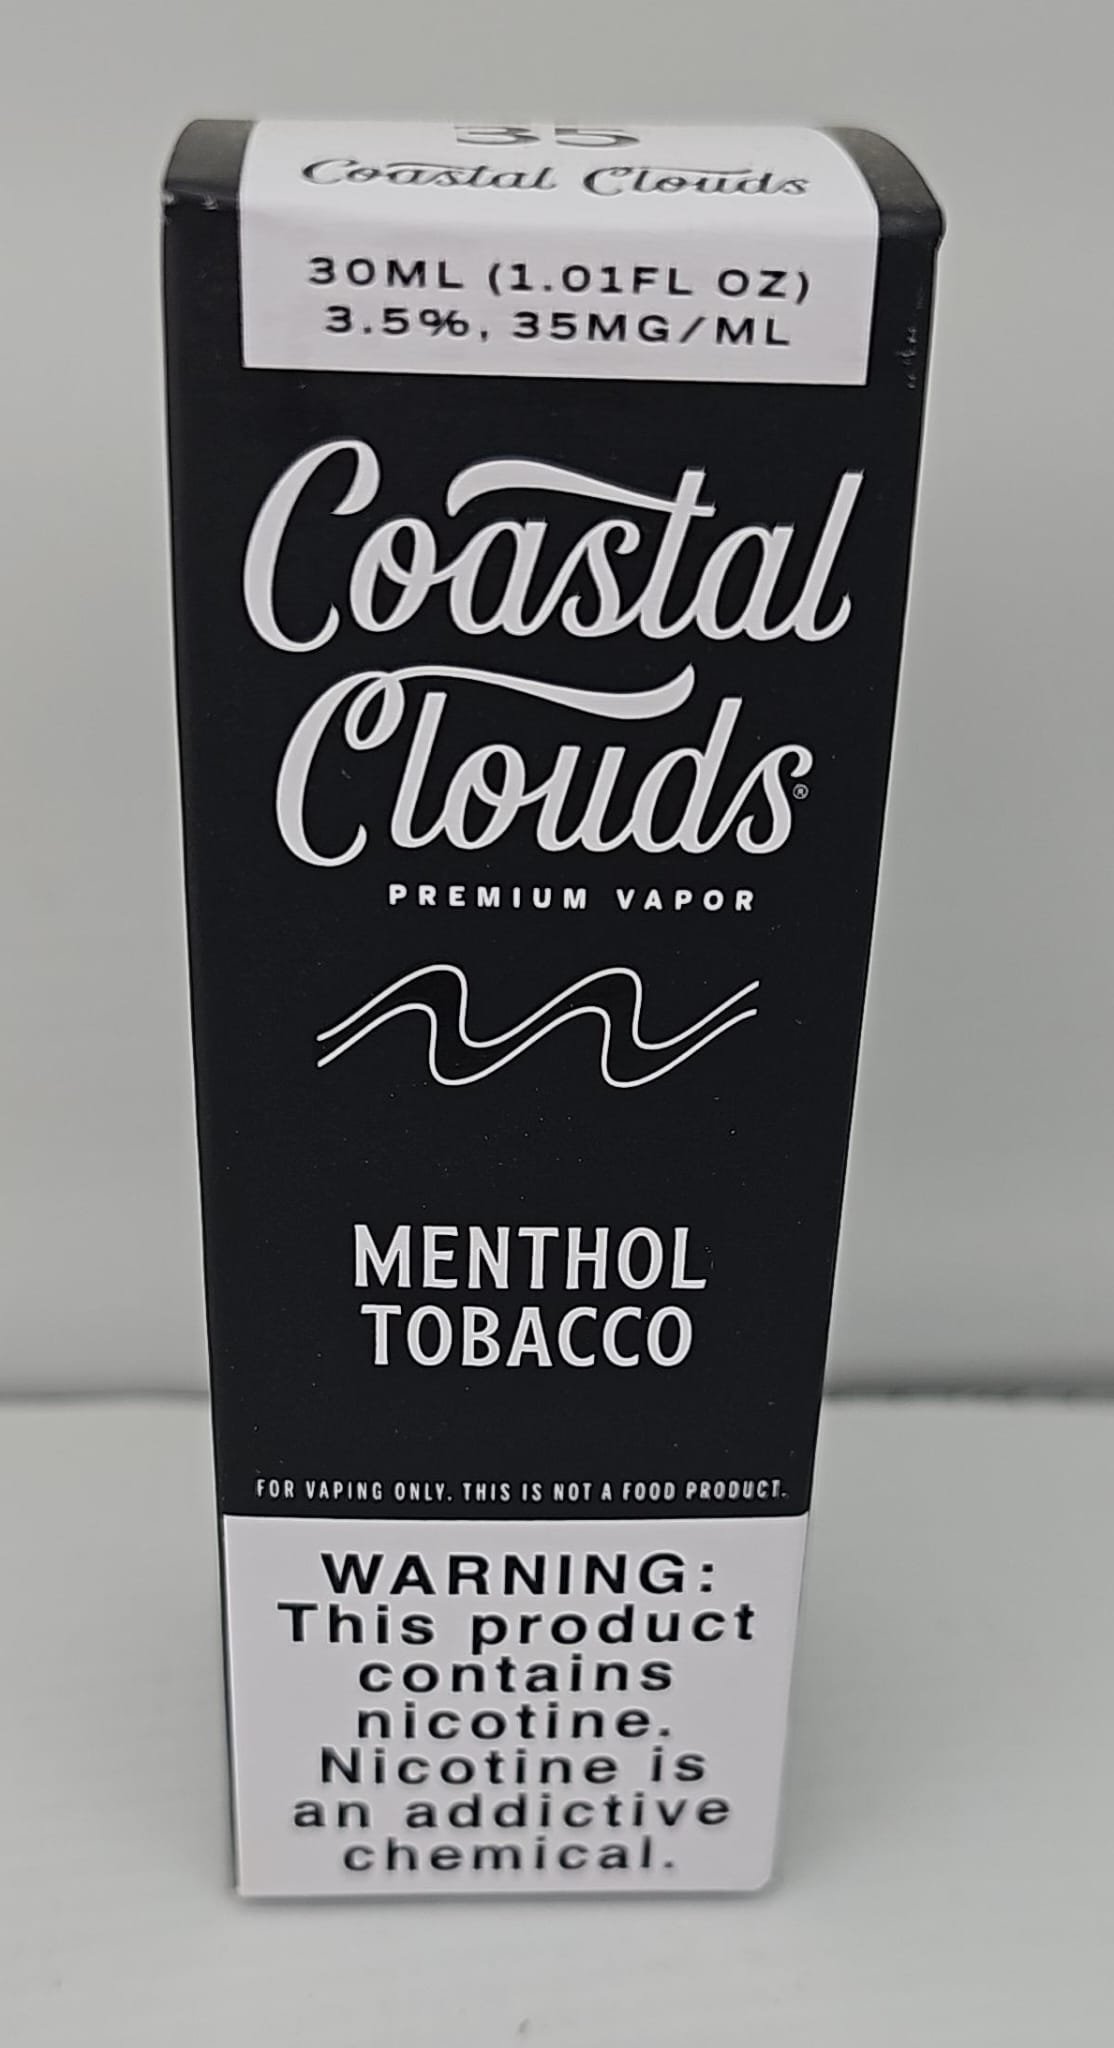 35
Coastal Clouds
30ML (1.01FL OZ)
3.5%, 35MG/ML
Coastal
Clouds®
PREMIUM VAPOR
MENTHOL
TOBACCO
FOR VAPING ONLY. THIS IS NOT A FOOD PRODUCT.
WARNING:
This product
contains
nicotine.
Nicotine is
an addictive
chemical.